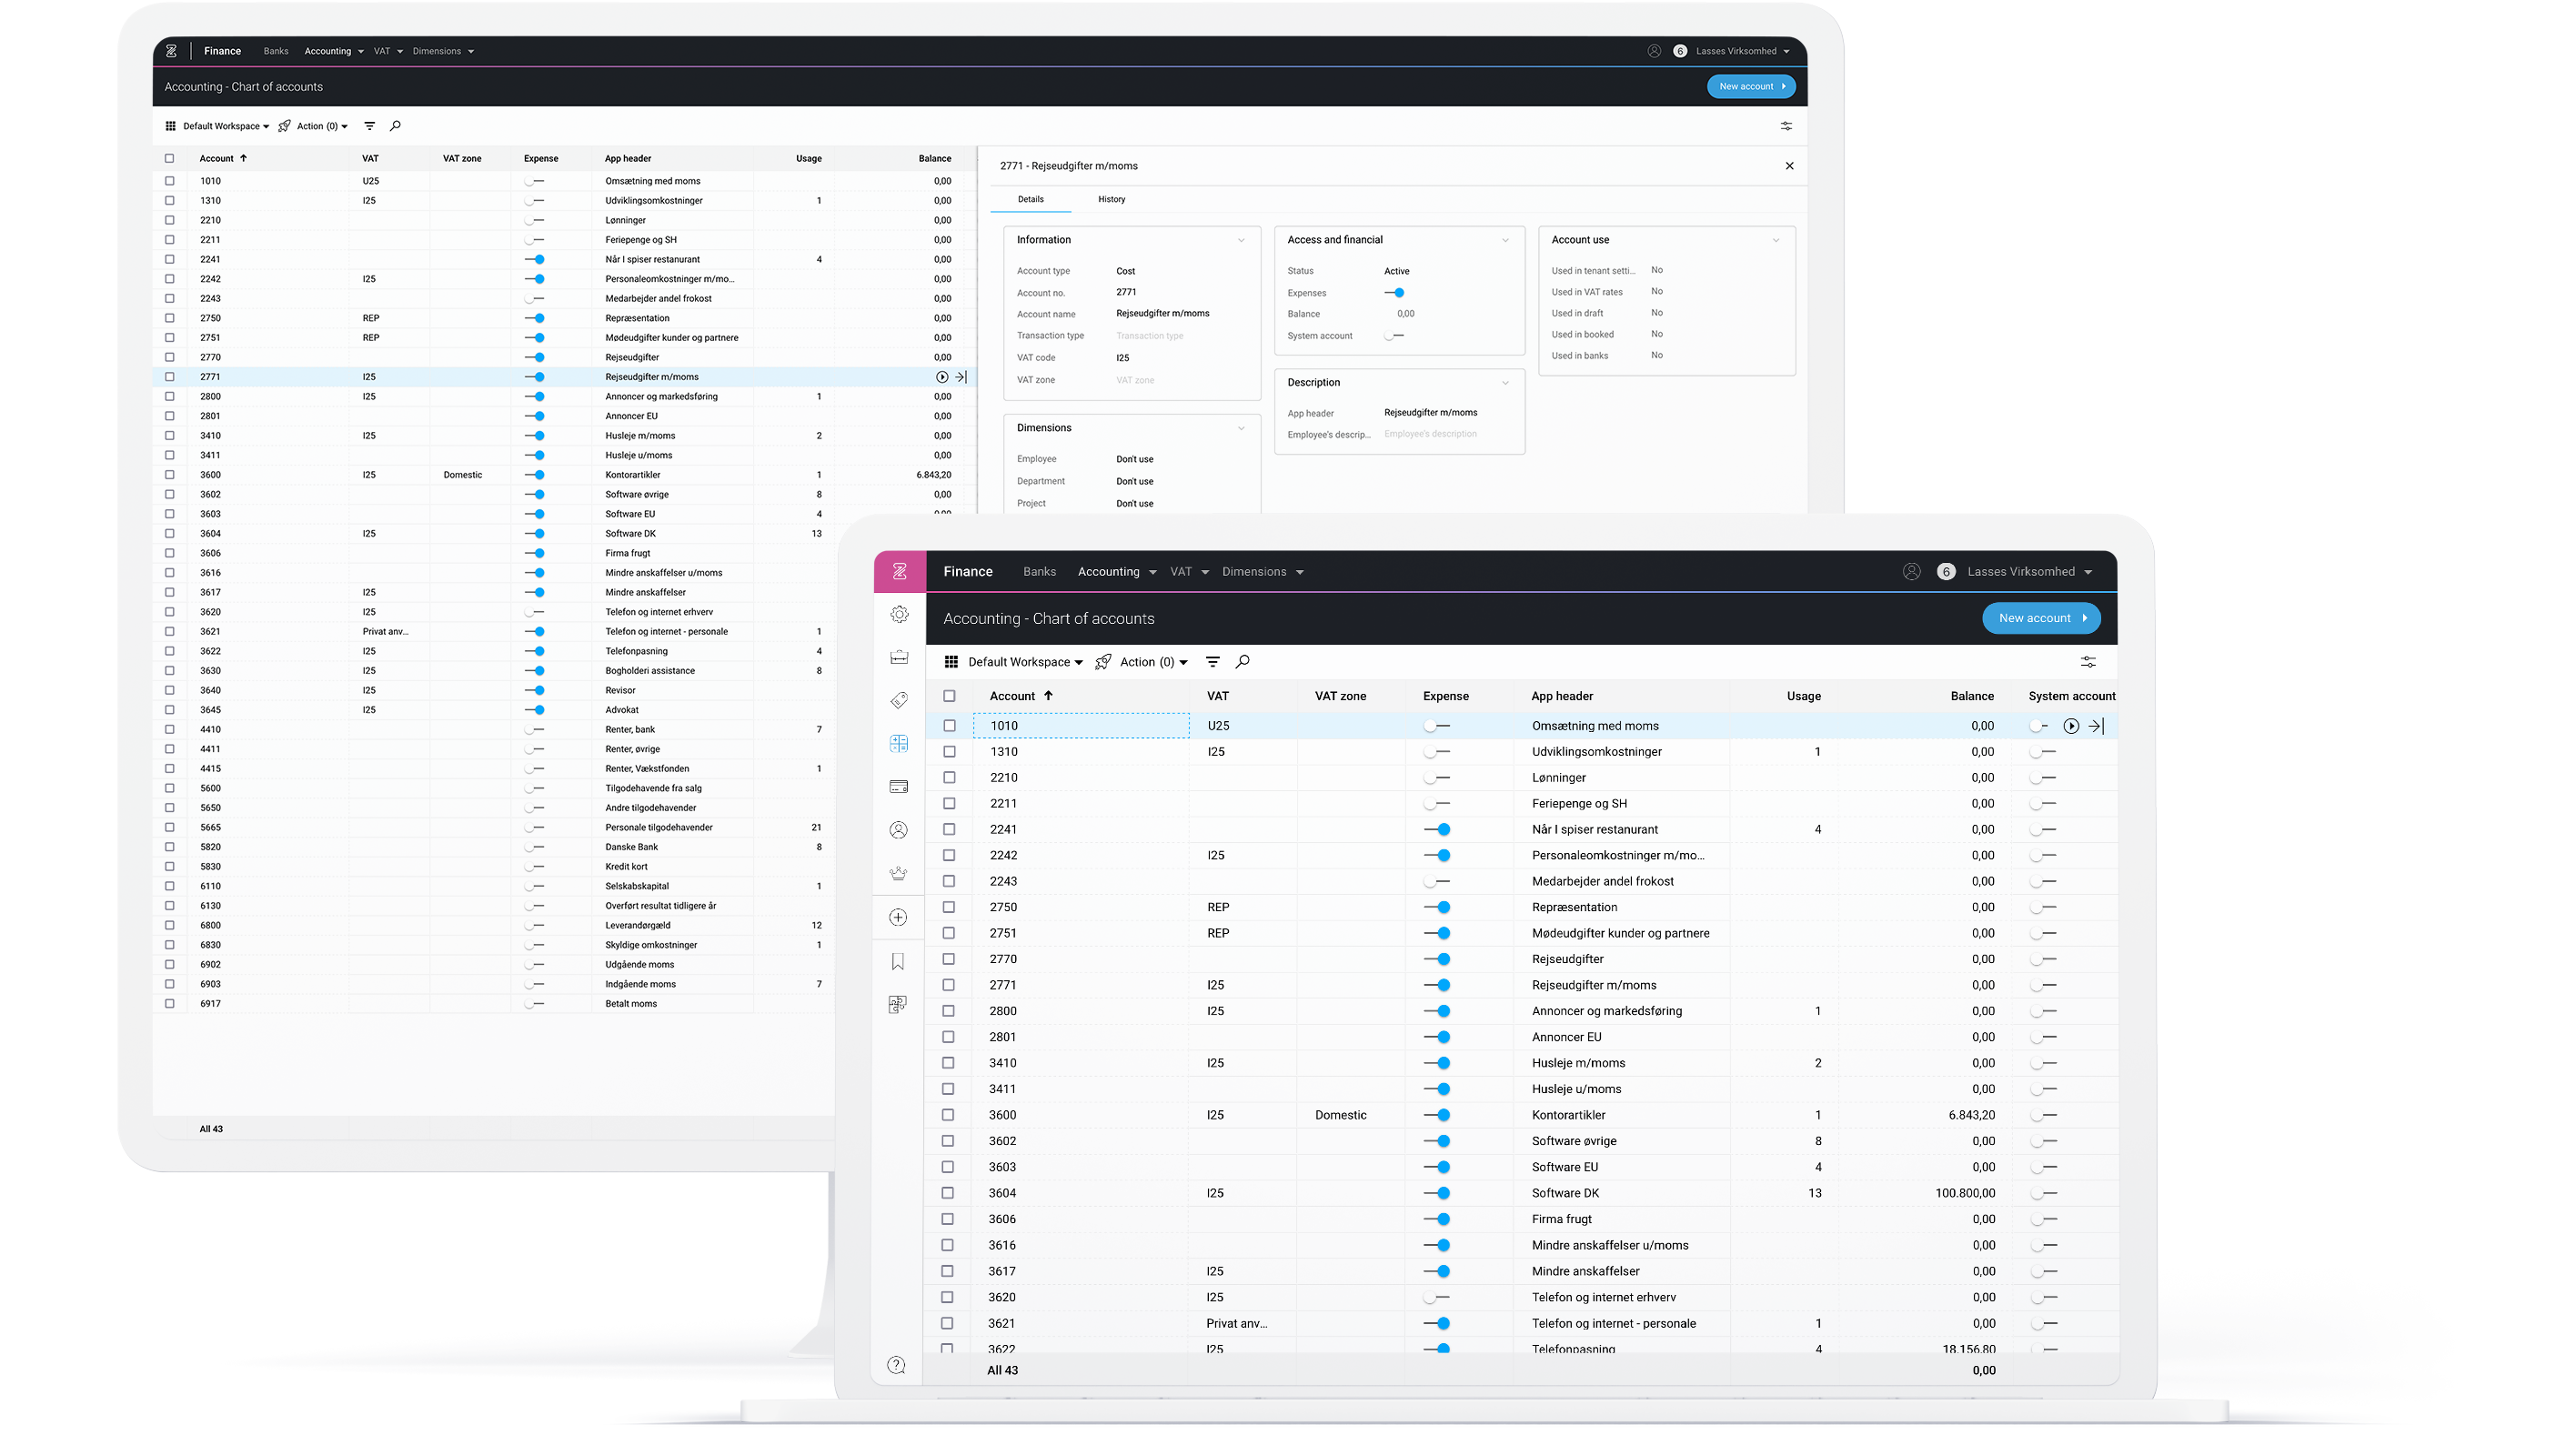 Finance Banks Accounting VAT Dimensions 6 Lasses Virksomhed
Accounting - Chart of accounts New account
Default Workspace Action (0)
Account VAT VAT zone Expense App header Usage Balance
1010 U25 Omsætning med moms 0,00
1310 I25 Udviklingsomkostninger 1 0,00
2210 Lønninger 0,00
2211 Feriepenge og SH 0,00
2241 Når I spiser restanurant 4 0,00
2242 I25 Personaleomkostninger m/mo... 0,00
2243 Medarbejder andel frokost 0,00
2750 REP Repræsentation 0,00
2751 REP Mødeudgifter kunder og partnere 0,00
2770 Rejseudgifter 0,00
2771 I25 Rejseudgifter m/moms
2800 I25 Annoncer og markedsføring 1 0,00
2801 Annoncer EU 0,00
3410 I25 Husleje m/moms 2 0,00
3411 Husleje u/moms 0,00
3600 I25 Domestic Kontorartikler 1 6.843,20
3602 Software øvrige 8 0,00
3603 Software EU 4 0,00
3604 I25 Software DK 13
3606 Firma frugt
3616 Mindre anskaffelser u/moms
3617 I25 Mindre anskaffelser
3620 I25 Telefon og internet erhverv
3621 Privat anv... Telefon og internet - personale 1
3622 I25 Telefonpasning 4
3630 I25 Bogholderi assistance 8
3640 I25 Revisor
3645 I25 Advokat
4410 Renter, bank 7
4411 Renter, øvrige
4415 Renter, Vækstfonden 1
5600 Tilgodehavende fra salg
5650 Andre tilgodehavender
5665 Personale tilgodehavender 21
5820 Danske Bank 8
5830 Kredit kort
6110 Selskabskapital 1
6130 Overført resultat tidligere år
6800 Leverandørgæld 12
6830 Skyldige omkostninger 1
6902 Udgående moms
6903 Indgående moms 7
6917 Betalt moms
All 43
2771 - Rejseudgifter m/moms
Details History
Information
Account type Cost
Account no. 2771
Account name Rejseudgifter m/moms
Transaction type Transaction type
VAT code I25
VAT zone VAT zone
Dimensions
Employee Don't use
Department Don't use
Project Don't use
Access and financial
Status Active
Expenses
Balance 0,00
System account
Description
App header Rejseudgifter m/moms
Employee's descrip... Employee's description
Account use
Used in tenant setti... No
Used in VAT rates No
Used in draft No
Used in booked No
Used in banks No
Finance Banks Accounting VAT Dimensions 6 Lasses Virksomhed
Accounting - Chart of accounts New account
Default Workspace Action (0)
Account VAT VAT zone Expense App header Usage Balance System account
1010 U25 Omsætning med moms 0,00
1310 I25 Udviklingsomkostninger 1 0,00
2210 Lønninger 0,00
2211 Feriepenge og SH 0,00
2241 Når I spiser restanurant 4 0,00
2242 I25 Personaleomkostninger m/mo... 0,00
2243 Medarbejder andel frokost 0,00
2750 REP Repræsentation 0,00
2751 REP Mødeudgifter kunder og partnere 0,00
2770 Rejseudgifter 0,00
2771 I25 Rejseudgifter m/moms 0,00
2800 I25 Annoncer og markedsføring 1 0,00
2801 Annoncer EU 0,00
3410 I25 Husleje m/moms 2 0,00
3411 Husleje u/moms 0,00
3600 I25 Domestic Kontorartikler 1 6.843,20
3602 Software øvrige 8 0,00
3603 Software EU 4 0,00
3604 I25 Software DK 13 100.800,00
3606 Firma frugt 0,00
3616 Mindre anskaffelser u/moms 0,00
3617 I25 Mindre anskaffelser 0,00
3620 I25 Telefon og internet erhverv 0,00
3621 Privat anv... Telefon og internet - personale 1 0,00
3622 I25 Telefonpasning 4 18.156,80
All 43 0,00